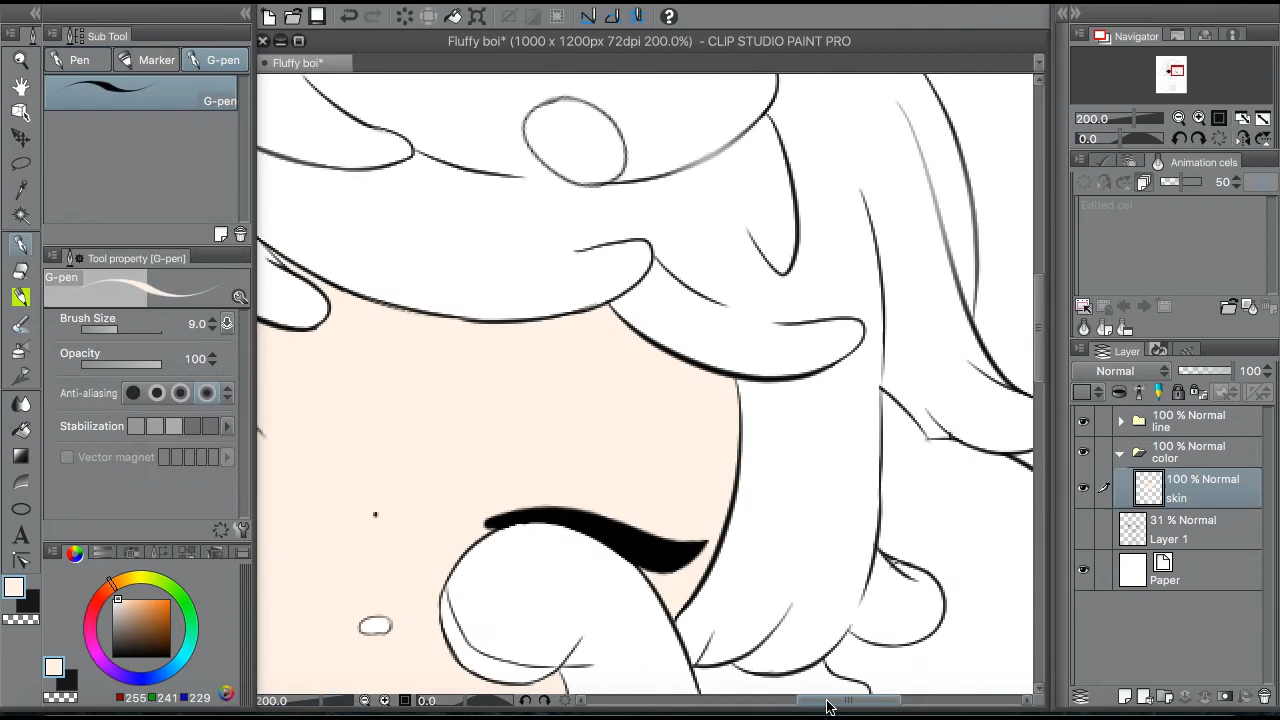 Sub Tool
Fluffy boi* (1000 x 1200px 72dpi 200.0%) - CLIP STUDIO PAINT PRO
Navigator
Pen
Marker
G-pen
Fluffy boi*
G-pen
200.0
0.0
Animation cels
50
Edited cel
Tool property [G-pen]
G-pen
Brush Size
9.0
Opacity
100
Anti-aliasing
Stabilization
Vector magnet
Layer
Normal
100
100 % Normal
line
100 % Normal
color
100 % Normal
skin
31 % Normal
Layer 1
Paper
A
255
241
229
200.0
0.0